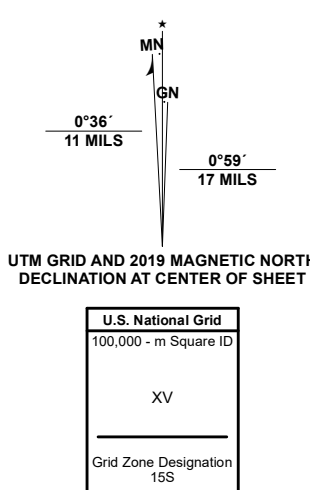 MN
GN
0°36´
11 MILS
0°59´
17 MILS
UTM GRID AND 2019 MAGNETIC NORTH
DECLINATION AT CENTER OF SHEET
U.S. National Grid
100,000 - m Square ID
XV
Grid Zone Designation
15S